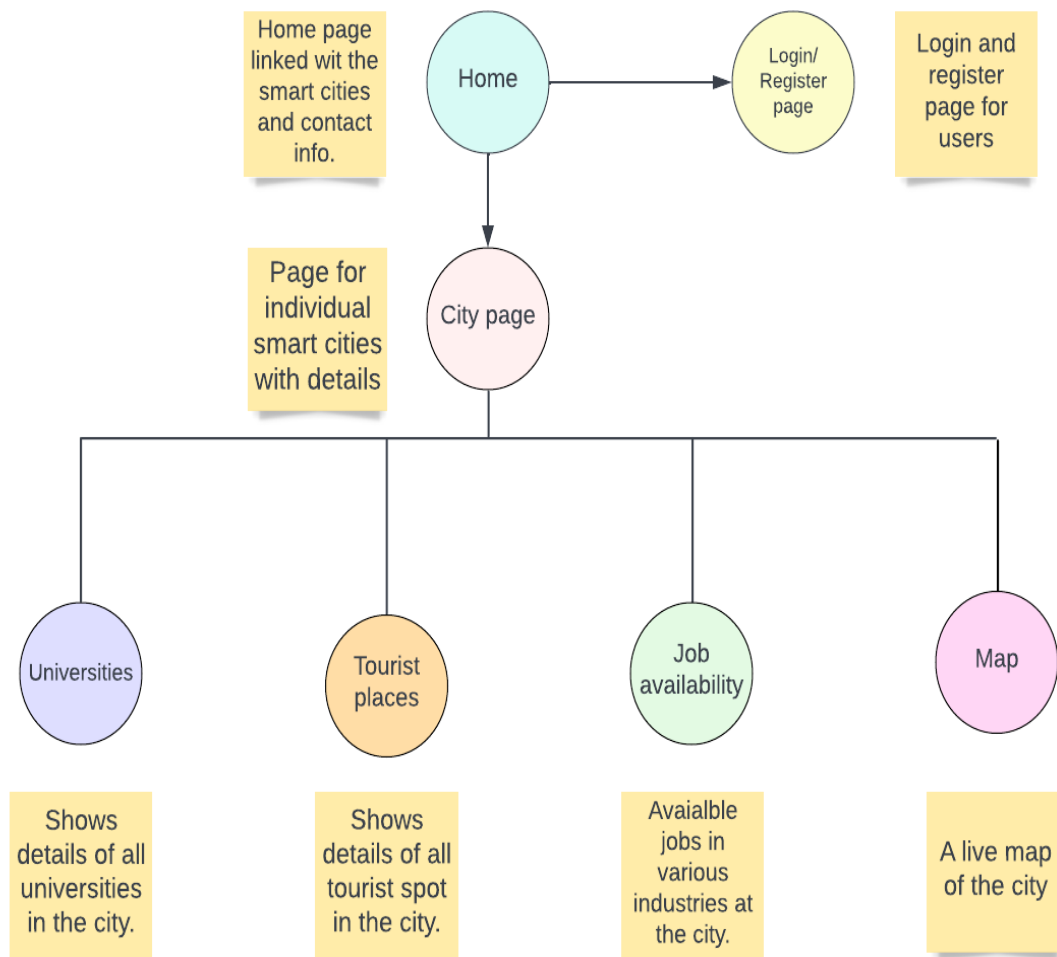 Home page
linked wit the
smart cities
and contact
info.
Home
Login/
Register
page
Login and
register
page for
users
Page for
individual
smart cities
with details
City page
Universities
Tourist
places
Job
availability
Map
Shows
details of all
universities
in the city.
Shows
details of all
tourist spot
in the city.
Avaialble
jobs in
various
industries at
the city.
A live map
of the city